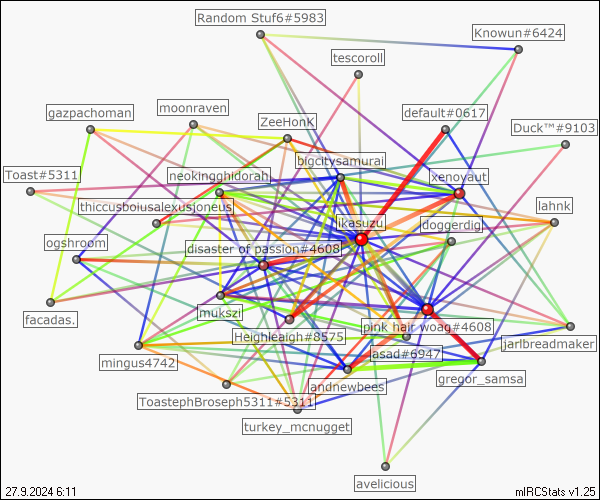 Random Stuf6#5983
Knowun#6424
tescoroll
gazpachoman
moonraven
ZeeHonK
default#0617
Duck™#9103
bigcitysamurai
Toast#5311
neokingghidorah
xenoyaut
thiccusboiusalexusjoneus
ikasuzu
doggerdig
lahnk
ogshroom
disaster of passion#4608
facadas.
mukszi
pink hair woag#4608
Heighleaigh#8575
jarlbreadmaker
mingus4742
asad#6947
gregor_samsa
andnewbees
ToastephBroseph5311#5311
turkey_mcnugget
avelicious
27.9.2024 6:11
mIRCStats v1.25